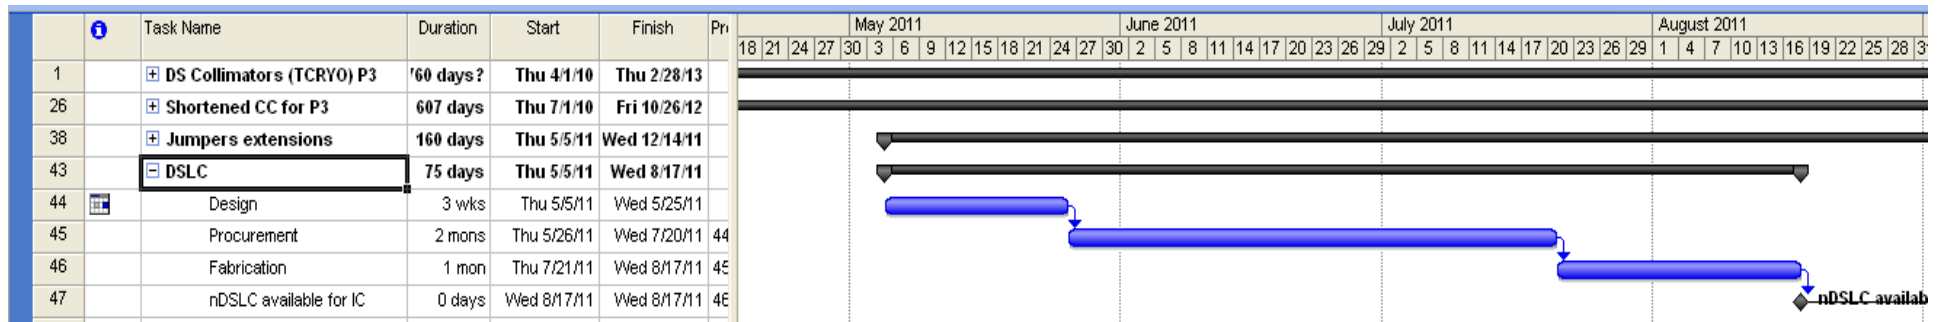 Task Name Duration Start Finish Pre May 2011 June 2011 July 2011 August 2011
18 21 24 27 30 3 6 9 12 15 18 21 24 27 30 2 5 8 11 14 17 20 23 26 29 2 5 8 11 14 17 20 23 26 29 1 4 7 10 13 16 19 22 25 28
1 DS Collimators (TCRYO) P3 '60 days? Thu 4/1/10 Thu 2/28/13
26 Shortened CC for P3 607 days Thu 7/1/10 Fri 10/26/12
38 Jumpers extensions 160 days Thu 5/5/11 Wed 12/14/11
43 DSLC 75 days Thu 5/5/11 Wed 8/17/11
44 Design 3 wks Thu 5/5/11 Wed 5/25/11
45 Procurement 2 mons Thu 5/26/11 Wed 7/20/11 44
46 Fabrication 1 mon Thu 7/21/11 Wed 8/17/11 45
47 nDSLC available for IC 0 days Wed 8/17/11 Wed 8/17/11 46 nDSLC availab